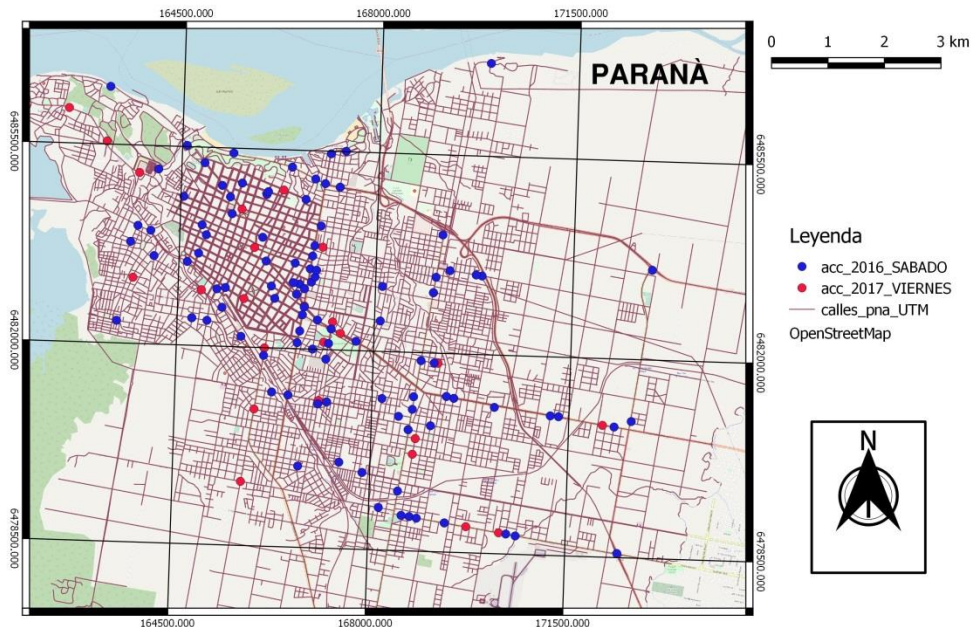 164500.000 168000.000 171500.000
0 1 2 3 km
PARANÀ
6485500.000 6485500.000
Leyenda
acc_2016_SABADO
acc_2017_VIERNES
calles_pna_UTM
OpenStreetMap
6482000.000 6482000.000
N
6478500.000 6478500.000
164500.000 168000.000 171500.000